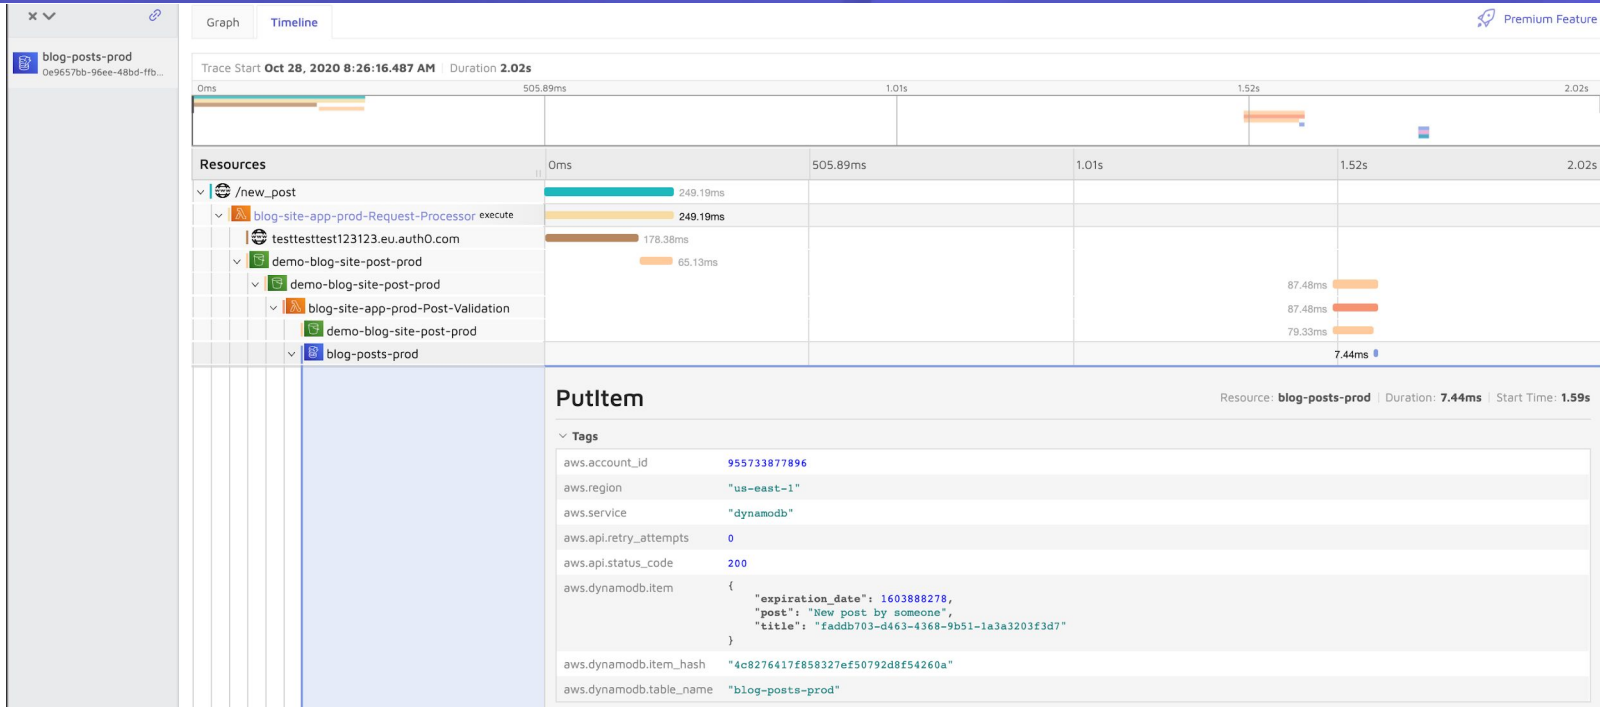 Graph
Timeline
Premium Feature
blog-posts-prod
0e9657bb-96ee-48bd-ffb...
Trace Start Oct 28, 2020 8:26:16.487 AM Duration 2.02s
0ms 505.89ms 1.01s 1.52s 2.02s
Resources 0ms 505.89ms 1.01s 1.52s 2.02s
/new_post 249.19ms
blog-site-app-prod-Request-Processor execute 249.19ms
testtesttest123123.eu.auth0.com 178.38ms
demo-blog-site-post-prod 65.13ms
demo-blog-site-post-prod 87.48ms
blog-site-app-prod-Post-Validation 87.48ms
demo-blog-site-post-prod 79.33ms
blog-posts-prod 7.44ms
PutItem Resource: blog-posts-prod Duration: 7.44ms Start Time: 1.59s
Tags
aws.account_id 955733877896
aws.region "us-east-1"
aws.service "dynamodb"
aws.api.retry_attempts 0
aws.api.status_code 200
aws.dynamodb.item {
"expiration_date": 1603888278,
"post": "New post by someone",
"title": "faddb703-d463-4368-9b51-1a3a3203f3d7"
}
aws.dynamodb.item_hash "4c8276417f858327ef50792d8f54260a"
aws.dynamodb.table_name "blog-posts-prod"